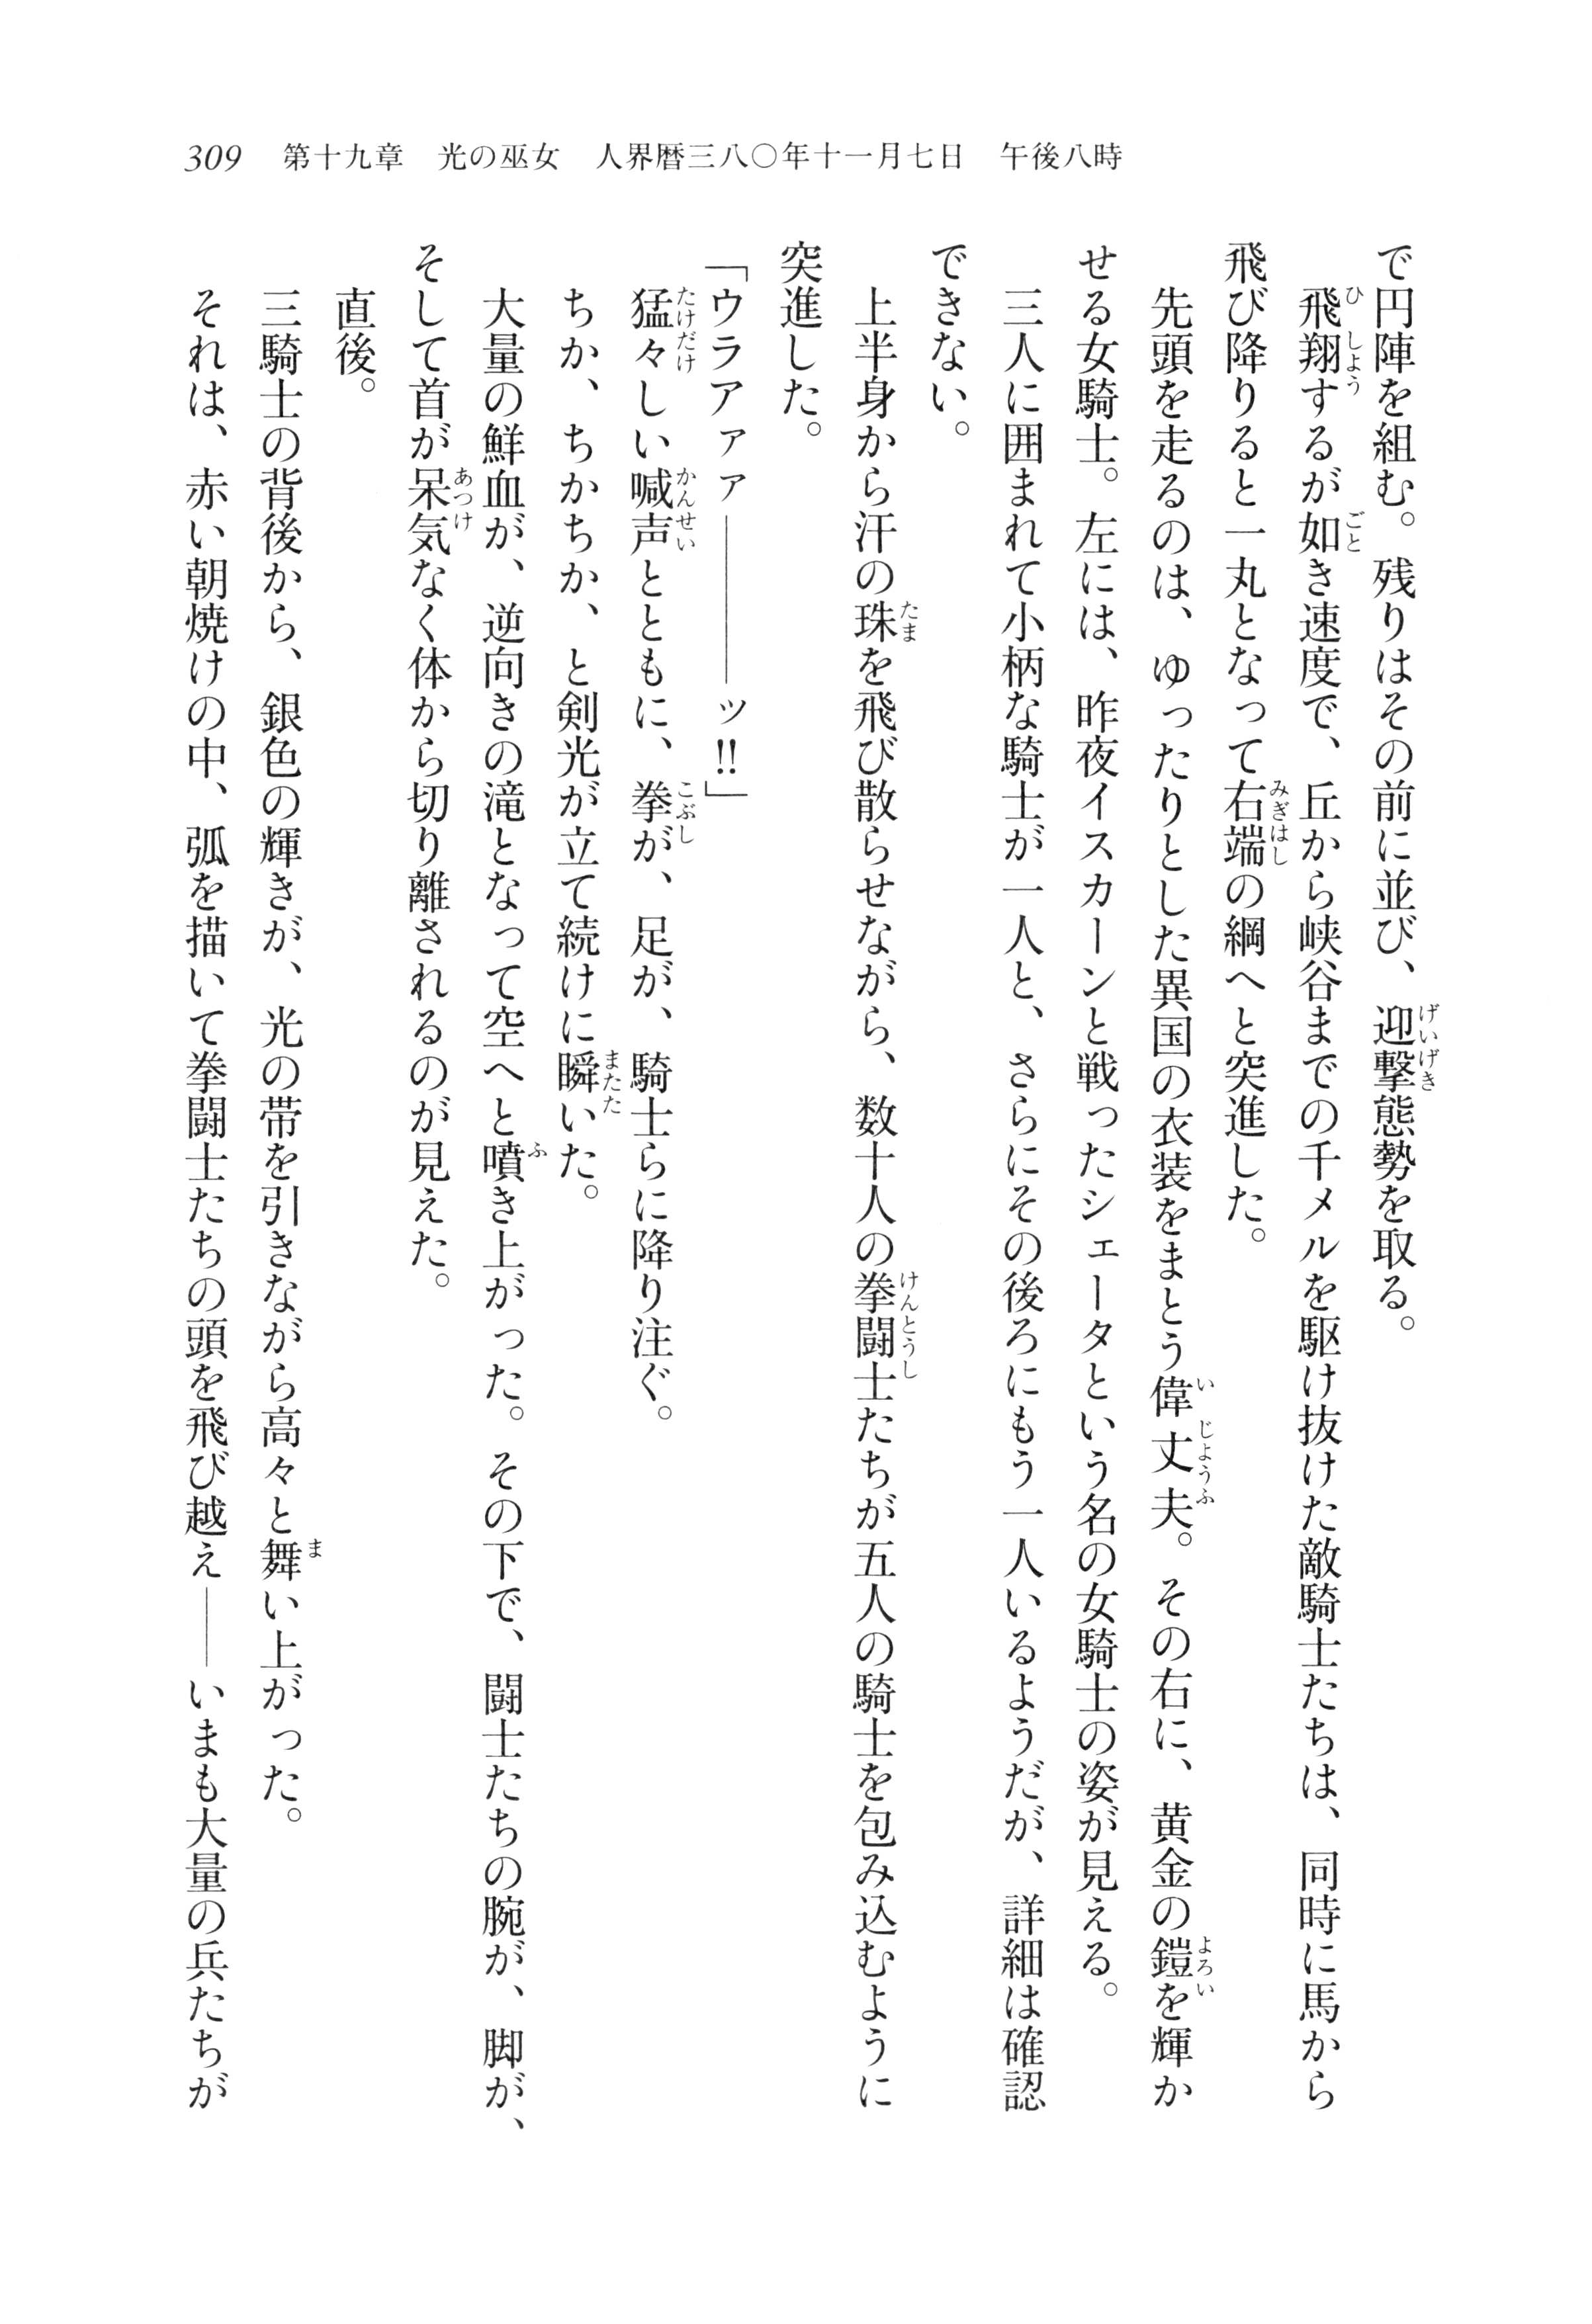 309　第十九章　光の巫女　人界暦三八〇年十一月七日　午後八時
で円陣を組む。残りはその前に並び、迎撃態勢を取る。
　飛翔するが如き速度で、丘から峡谷までの千メルを駆け抜けた敵騎士たちは、同時に馬から
飛び降りると一丸となって右端の綱へと突進した。
　先頭を走るのは、ゆったりとした異国の衣装をまとう偉丈夫。その右に、黄金の鎧を輝か
せる女騎士。左には、昨夜イスカーンと戦ったシェータという名の女騎士の姿が見える。
　三人に囲まれて小柄な騎士が一人と、さらにその後ろにもう一人いるようだが、詳細は確認
できない。
　上半身から汗の珠を飛び散らせながら、数十人の拳闘士たちが五人の騎士を包み込むように
突進した。
「ウラアァァ――――ッ!!」
　猛々しい喊声とともに、拳が、足が、騎士らに降り注ぐ。
　ちか、ちかちか、と剣光が立て続けに瞬いた。
　大量の鮮血が、逆向きの滝となって空へと噴き上がった。その下で、闘士たちの腕が、脚が、
そして首が呆気なく体から切り離されるのが見えた。
　直後。
　三騎士の背後から、銀色の輝きが、光の帯を引きながら高々と舞い上がった。
　それは、赤い朝焼けの中、弧を描いて拳闘士たちの頭を飛び越え――いまも大量の兵たちが